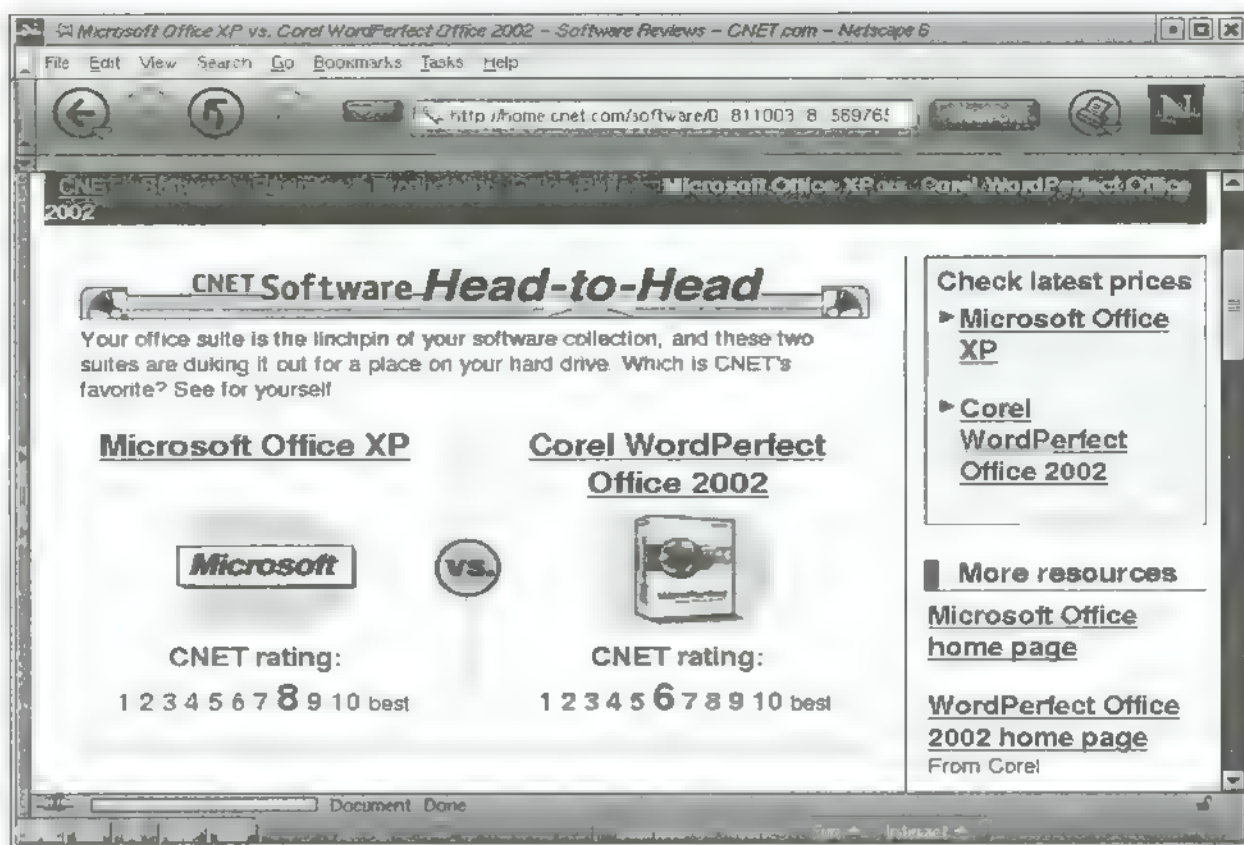 Microsoft Office XP vs. Corel WordPerfect Office 2002 - Software Reviews - CNET.com - Netscape 6
File Edit View Search Go Bookmarks Tasks Help
http://home.cnet.com/software/0 811003 8 589765
N
CNET Microsoft Office XP vs. Corel WordPerfect Office
2002
CNET Software Head-to-Head
Your office suite is the linchpin of your software collection, and these two
suites are duking it out for a place on your hard drive. Which is CNET's
favorite? See for yourself
Microsoft Office XP
Microsoft
CNET rating:
1 2 3 4 5 6 7 8 9 10 best
vs.
Corel WordPerfect
Office 2002
CNET rating:
1 2 3 4 5 6 7 8 9 10 best
Check latest prices
Microsoft Office
XP
Corel
WordPerfect
Office 2002
More resources
Microsoft Office
home page
WordPerfect Office
2002 home page
From Corel
Document Done
Interact